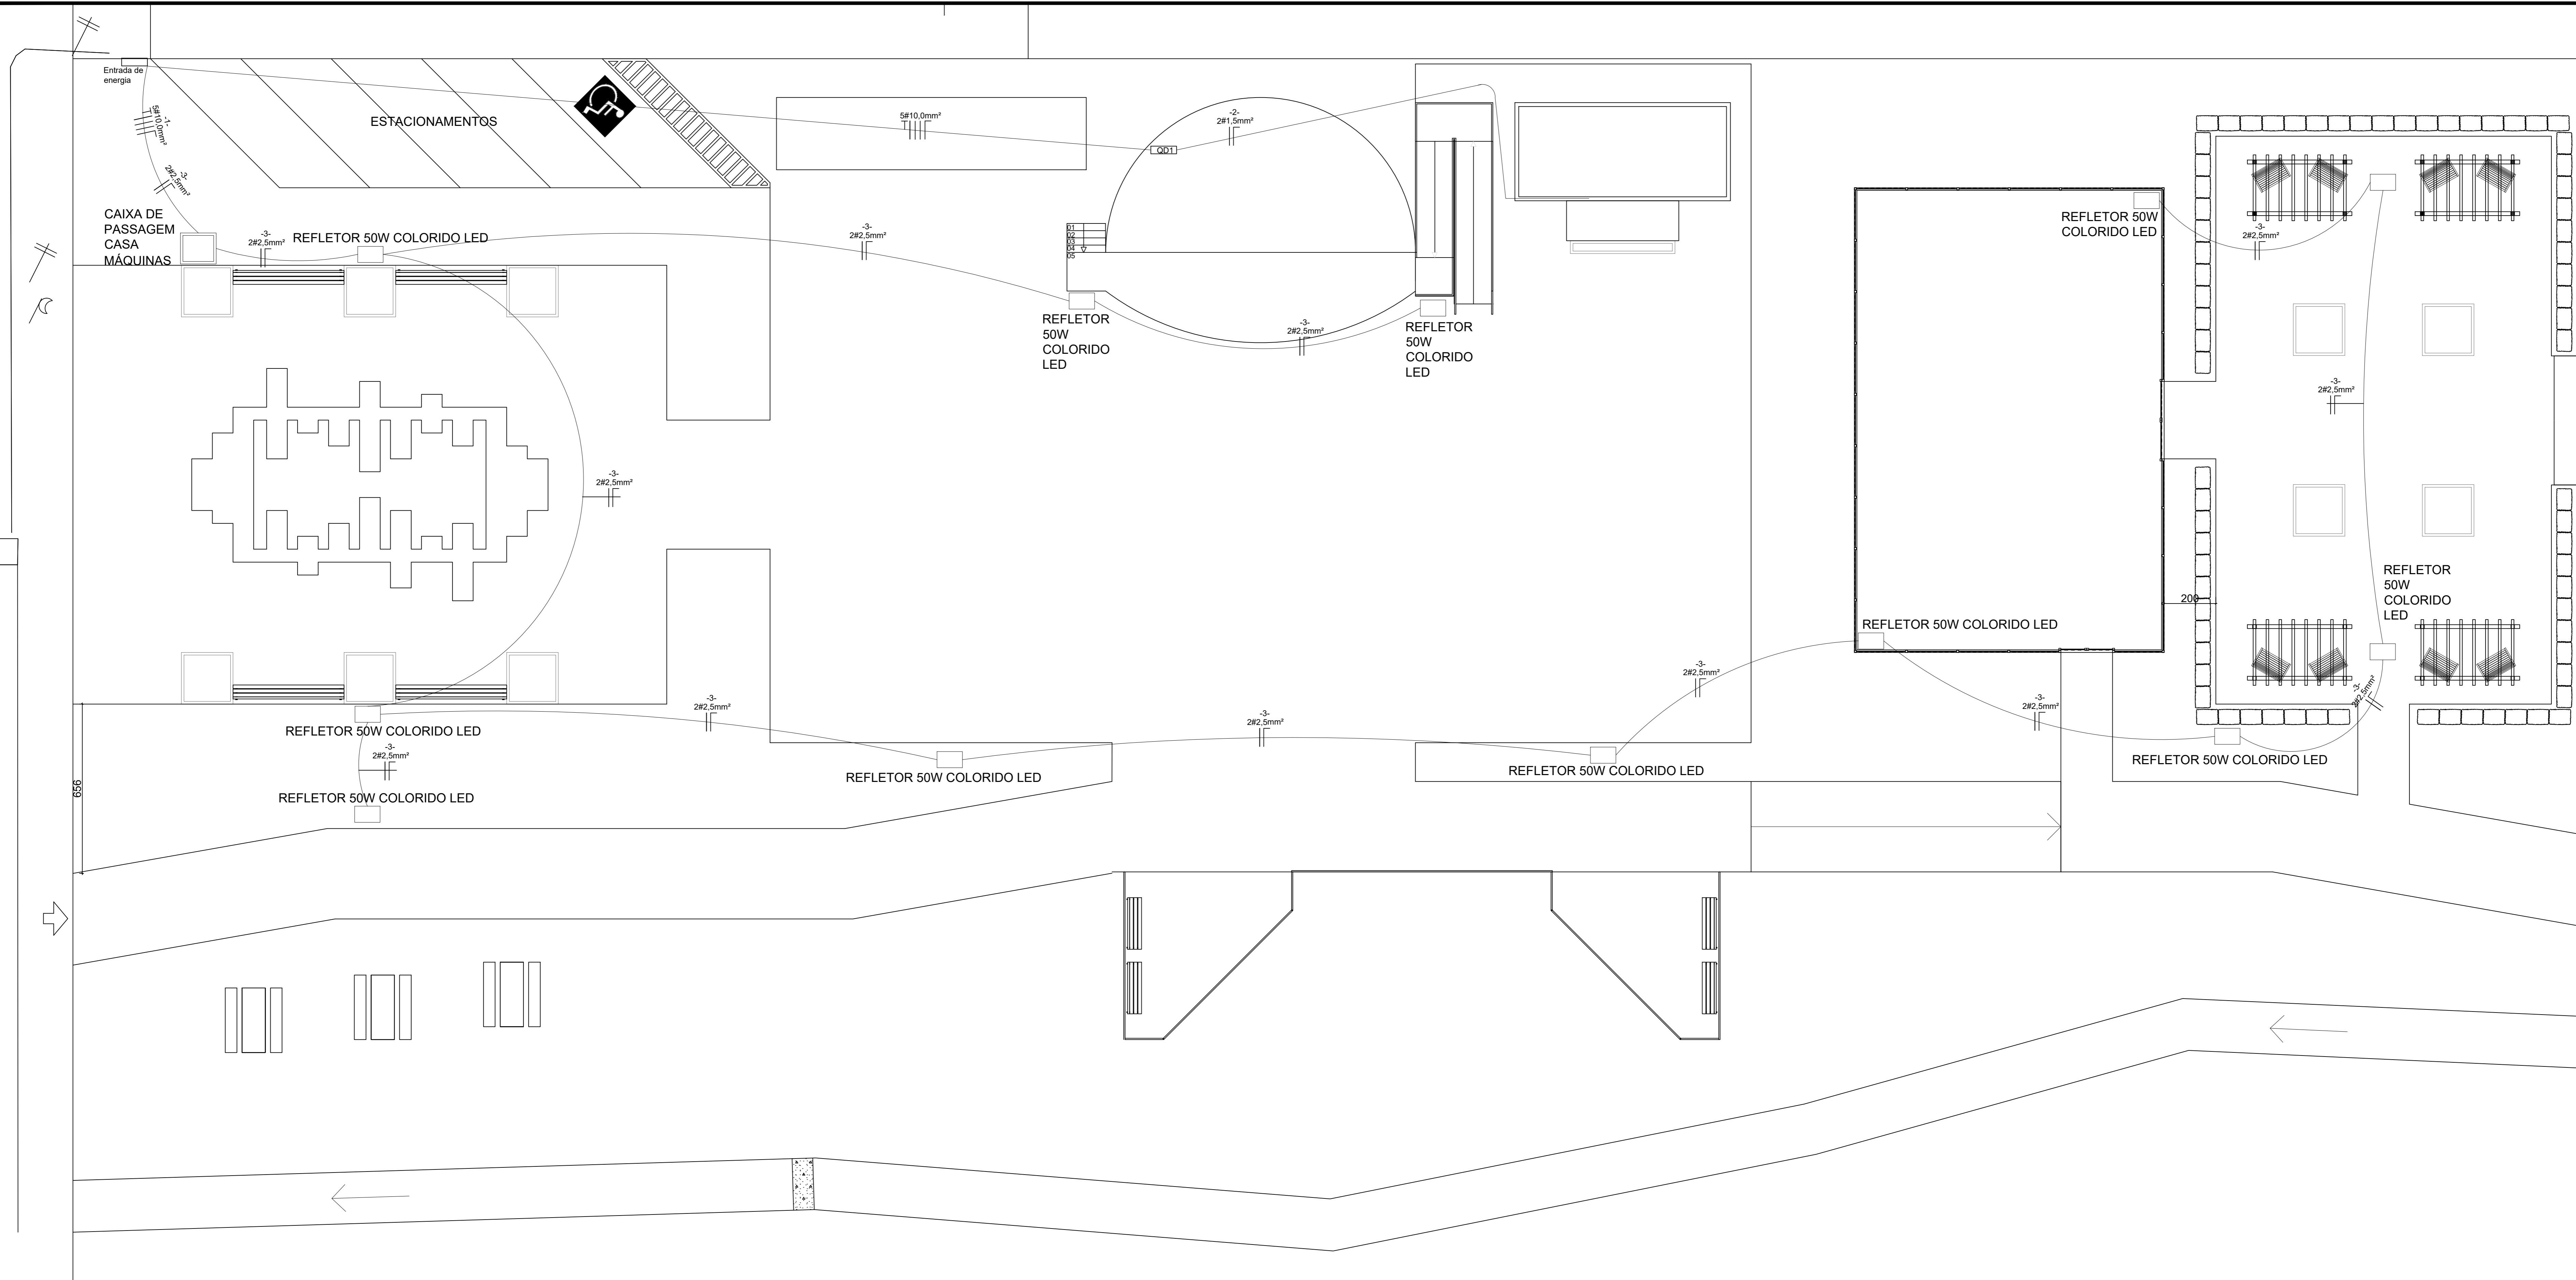 Entrada de
energia
-1-
5#10,0mm²
ESTACIONAMENTOS
5#10,0mm²
QD1
-2-
2#1,5mm²
-3-
2#2,5mm²
CAIXA DE
PASSAGEM
CASA
MÁQUINAS
-3-
2#2,5mm²
REFLETOR 50W COLORIDO LED
-3-
2#2,5mm²
01
02
03
04
05
REFLETOR
50W
COLORIDO
LED
-3-
2#2,5mm²
REFLETOR
50W
COLORIDO
LED
REFLETOR 50W
COLORIDO LED
-3-
2#2,5mm²
-3-
2#2,5mm²
-3-
2#2,5mm²
REFLETOR
50W
COLORIDO
LED
200
REFLETOR 50W COLORIDO LED
-3-
2#2,5mm²
-3-
2#2,5mm²
-3-
2#2,5mm²
-3-
2#2,5mm²
-3-
2#2,5mm²
REFLETOR 50W COLORIDO LED
-3-
2#2,5mm²
REFLETOR 50W COLORIDO LED
REFLETOR 50W COLORIDO LED
REFLETOR 50W COLORIDO LED
REFLETOR 50W COLORIDO LED
656